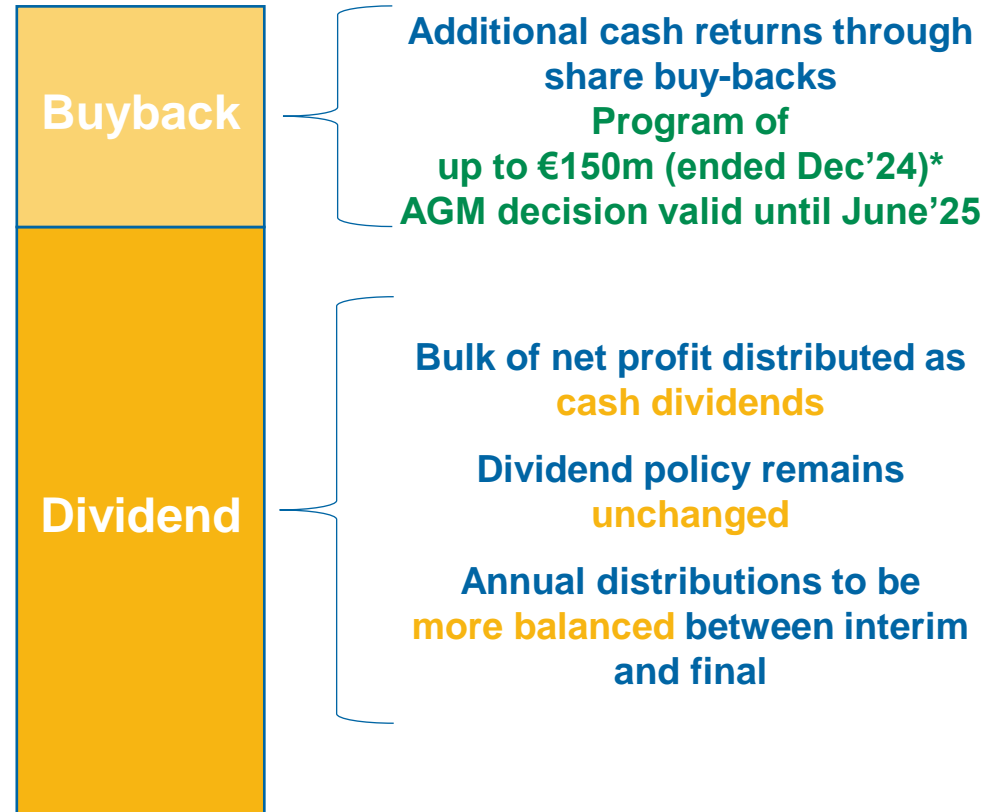 Buyback
Additional cash returns through
share buy-backs
Program of
up to €150m (ended Dec’24)*
AGM decision valid until June’25
Dividend
Bulk of net profit distributed as
cash dividends
Dividend policy remains
unchanged
Annual distributions to be
more balanced between interim
and final